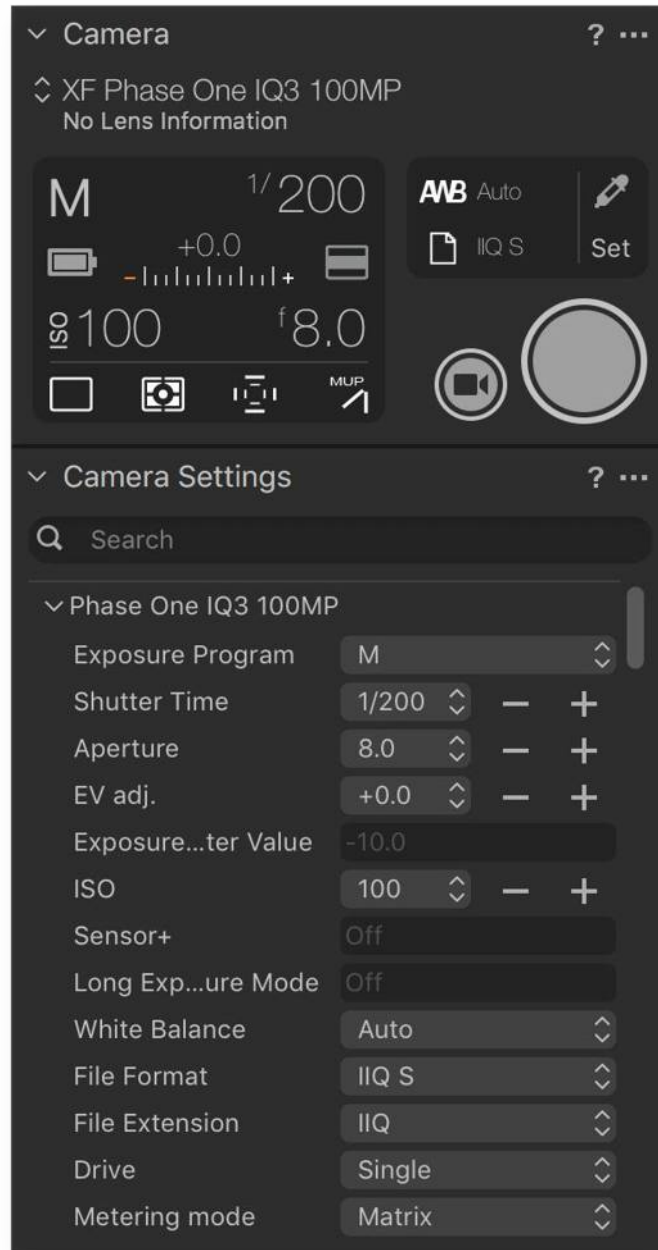 Camera ? ...
XF Phase One IQ3 100MP
No Lens Information
M 1/200
AWB Auto
+0.0
- +
IIQ S Set
ISO 100 f8.0
MUP
Camera Settings ? ...
Search
Phase One IQ3 100MP
Exposure Program M
Shutter Time 1/200 − +
Aperture 8.0 − +
EV adj. +0.0 − +
Exposure...ter Value -10.0
ISO 100 − +
Sensor+ Off
Long Exp...ure Mode Off
White Balance Auto
File Format IIQ S
File Extension IIQ
Drive Single
Metering mode Matrix